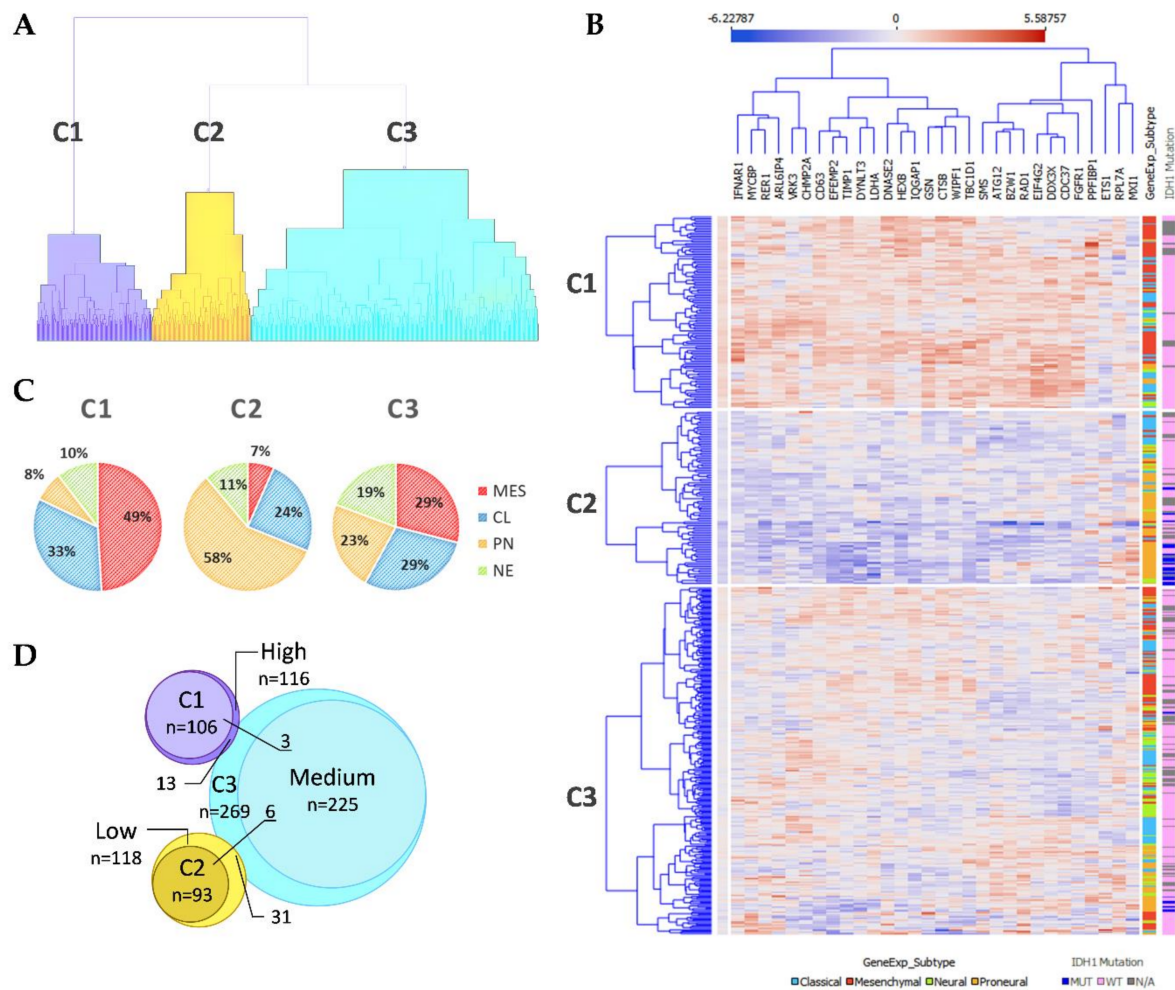 A
C1
C2
C3
B
-6.22787
0
5.58757
IFNAR1
MYCBP
RER1
ARL6IP4
VRK3
CHMP2A
CD63
EFEMP2
TIMP1
DYNLT3
LDHA
DNASE2
HEXB
IQGAP1
GSN
CTSB
WIPF1
TBC1D1
SMS
ATG12
BZW1
RAD1
EIF4G2
DDX3X
CDC37
FGFR1
PPFIBP1
ETS1
RPL7A
MXI1
GeneExp_Subtype
IDH1 Mutation
C1
C2
C3
GeneExp_Subtype
Classical Mesenchymal Neural Proneural
IDH1 Mutation
MUT WT N/A
C
C1
C2
C3
10%
8%
49%
33%
7%
11%
24%
58%
19%
29%
23%
29%
MES
CL
PN
NE
D
High
n=116
C1
n=106
3
13
C3
n=269
Medium
n=225
6
Low
n=118
C2
n=93
31